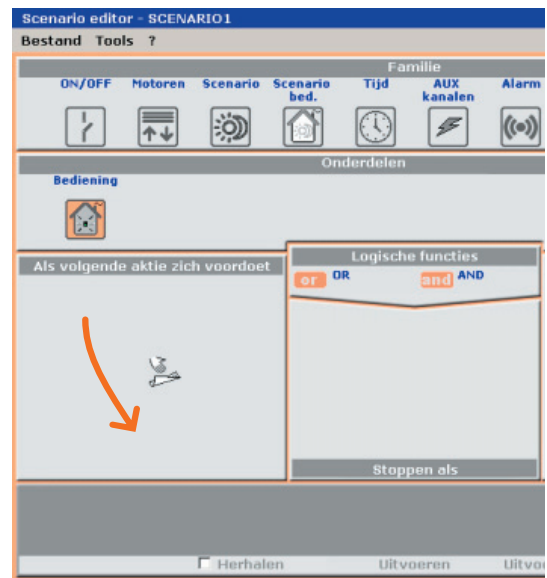 Scenario editor - SCENARIO1
Bestand Tools ?
Familie
ON/OFF Motoren Scenario Scenario bed. Tijd AUX kanalen Alarm
Onderdelen
Bediening
Als volgende aktie zich voordoet
Logische functies
or OR and AND
Stoppen als
Herhalen Uitvoeren